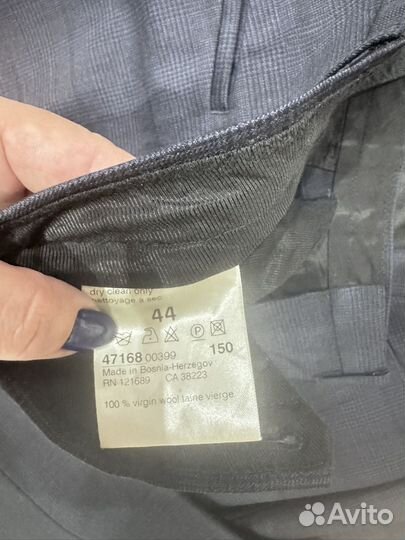 dry clean only
nettoyage à sec
44
P
47168 00399 150
Made in Bosnia-Herzegov
RN 121689 CA 38223
100 % virgin wool laine vierge
Avito